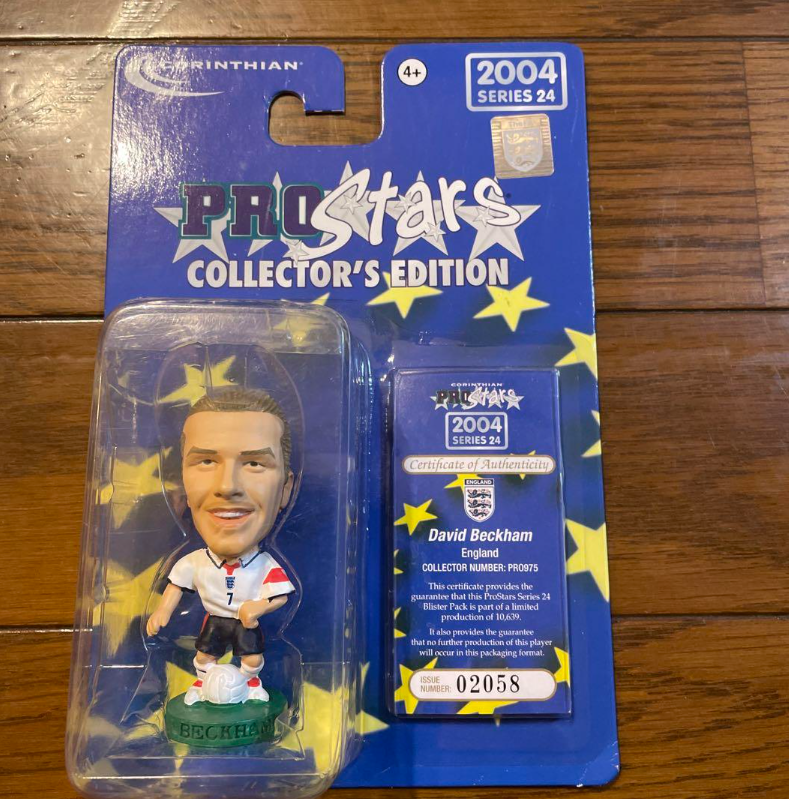 CORINTHIAN
4+
2004
SERIES 24
PROStars
COLLECTOR'S EDITION
CORINTHIAN
PROStars
2004
SERIES 24
Certificate of Authenticity
ENGLAND
David Beckham
England
COLLECTOR NUMBER: PRO975
This certificate provides the
guarantee that this ProStars Series 24
Blister Pack is part of a limited
production of 10,639.
It also provides the guarantee
that no further production of this player
will occur in this packaging format.
ISSUE
NUMBER: 02058
7
BECKHAM